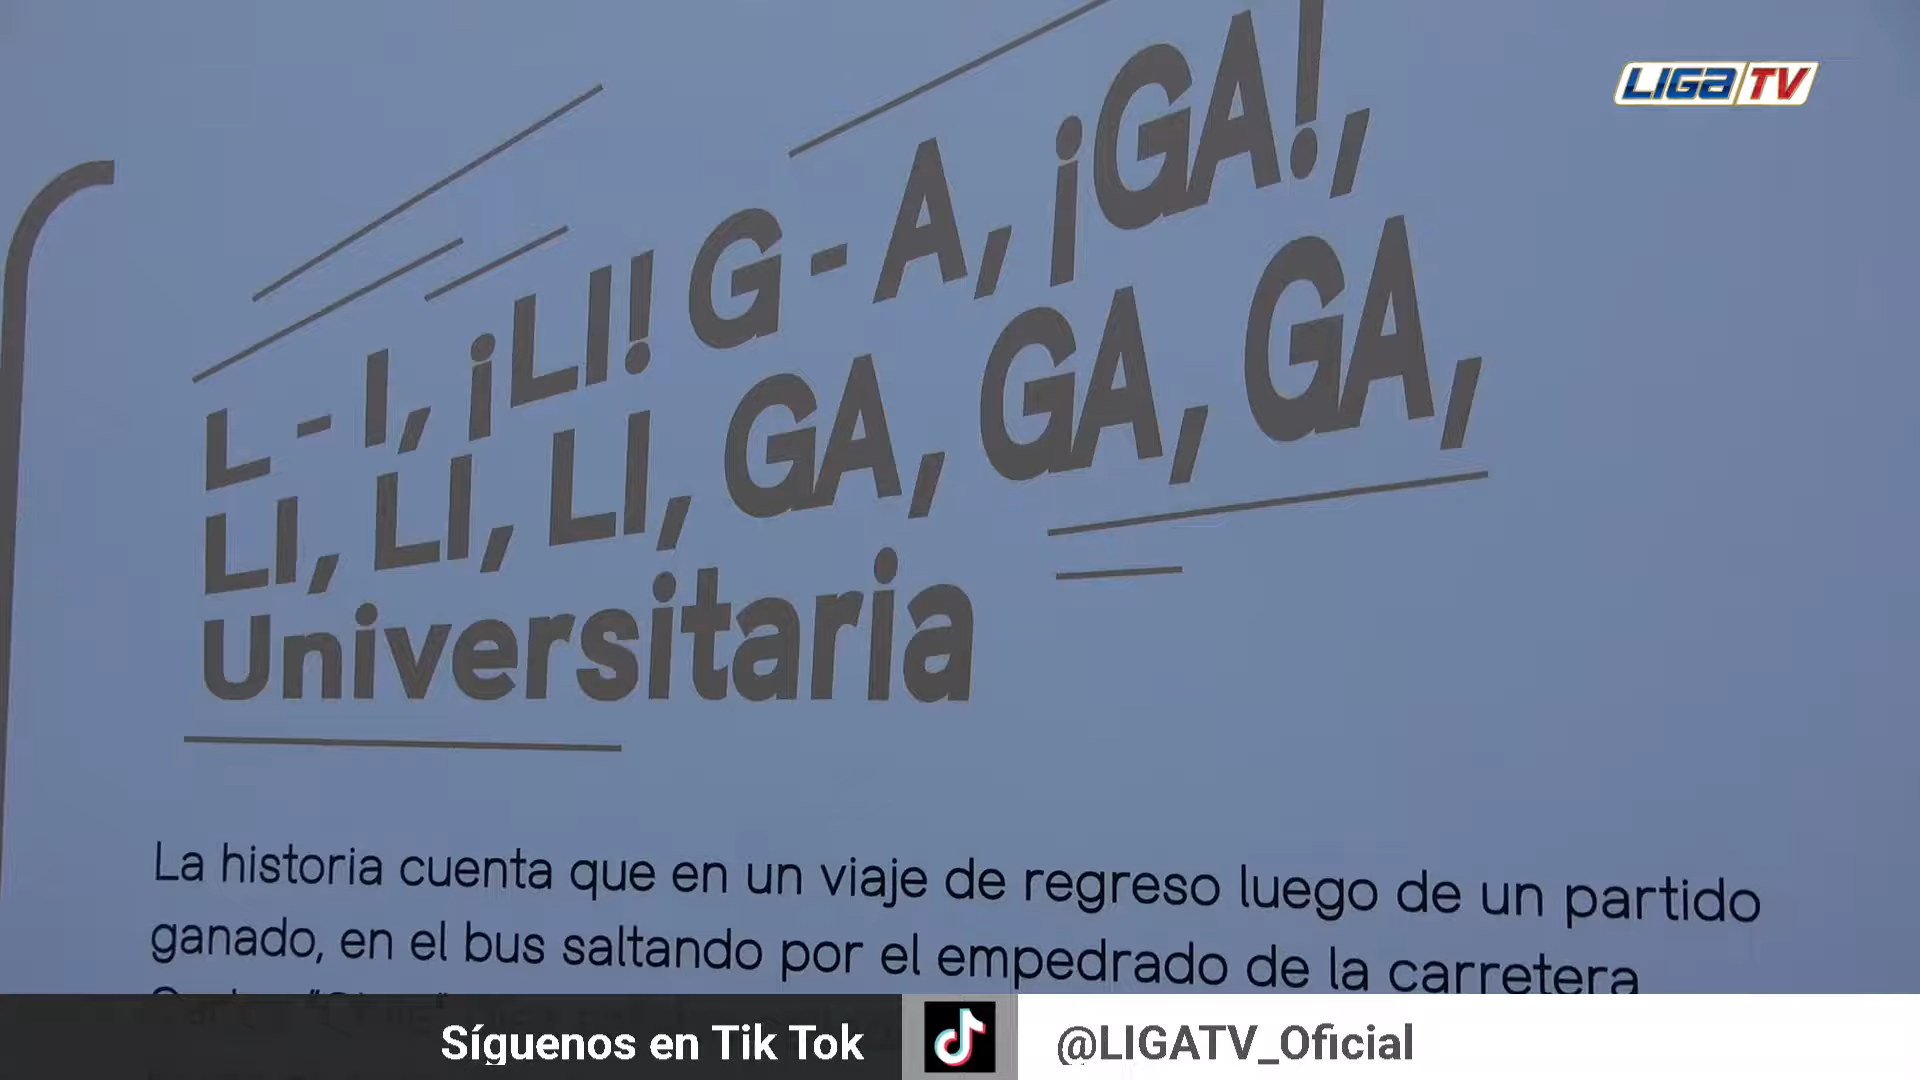 LIGA TV
L - I, ¡LI! G - A, ¡GA!,
LI, LI, LI, GA, GA, GA,
Universitaria
La historia cuenta que en un viaje de regreso luego de un partido
ganado, en el bus saltando por el empedrado de la carretera
Síguenos en Tik Tok @LIGATV_Oficial